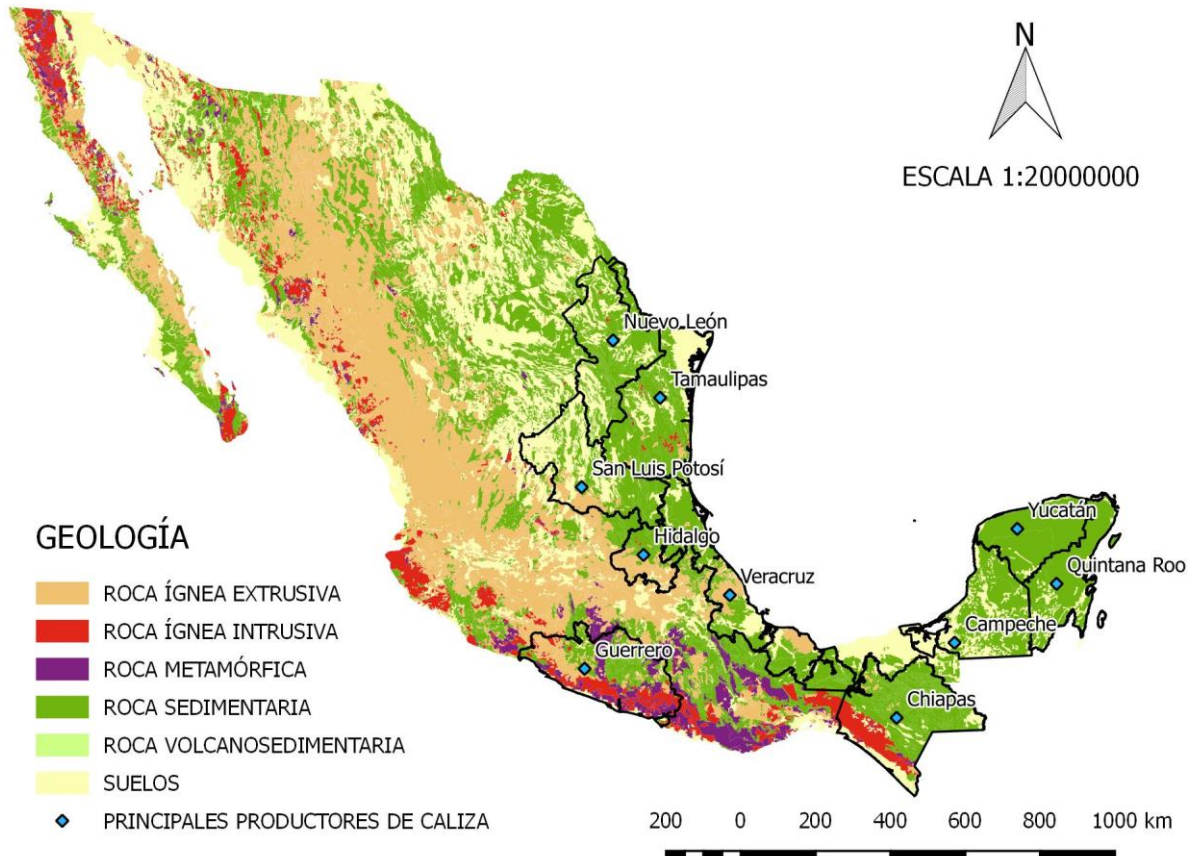 N
ESCALA 1:20000000
Nuevo León
Tamaulipas
San Luis Potosí
Hidalgo
Veracruz
Yucatán
Quintana Roo
Campeche
Guerrero
Chiapas
GEOLOGÍA
ROCA ÍGNEA EXTRUSIVA
ROCA ÍGNEA INTRUSIVA
ROCA METAMÓRFICA
ROCA SEDIMENTARIA
ROCA VOLCANOSEDIMENTARIA
SUELOS
PRINCIPALES PRODUCTORES DE CALIZA
200 0 200 400 600 800 1000 km